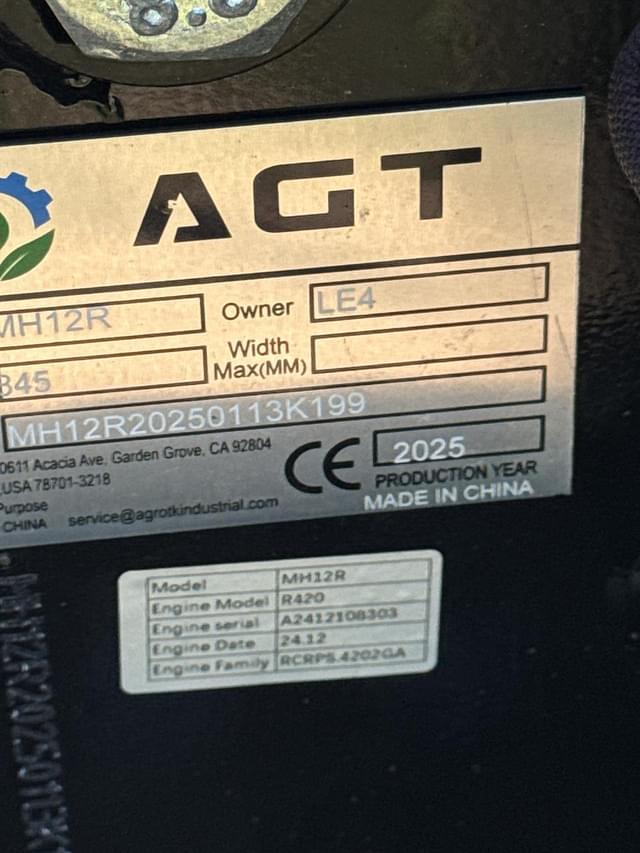 AGT
MH12R Owner LE4
845 Width Max(MM)
MH12R20250113K199
0611 Acacia Ave, Garden Grove, CA 92804
,USA 78701-3218
Purpose
CHINA service@agrotkindustrial.com
CE 2025
PRODUCTION YEAR
MADE IN CHINA
Model MH12R
Engine Model R420
Engine serial A2412108303
Engine Date 24.12
Engine Family RCRPS.4202GA
MH12R20250113K1